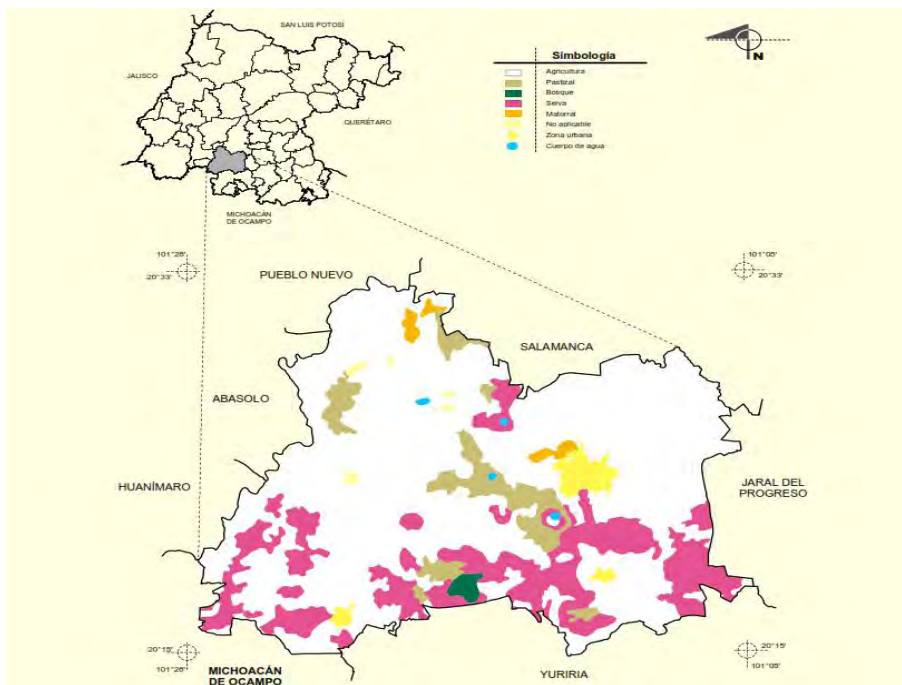 SAN LUIS POTOSÍ
JALISCO
QUERÉTARO
MICHOACÁN
DE OCAMPO
N
Simbología
Agricultura
Pastizal
Bosque
Selva
Matorral
No aplicable
Zona urbana
Cuerpo de agua
101°28'
20°33'
101°05'
20°33'
PUEBLO NUEVO
SALAMANCA
ABASOLO
HUANÍMARO
JARAL DEL
PROGRESO
20°15'
101°28'
20°15'
101°05'
MICHOACÁN
DE OCAMPO
YURIRIA